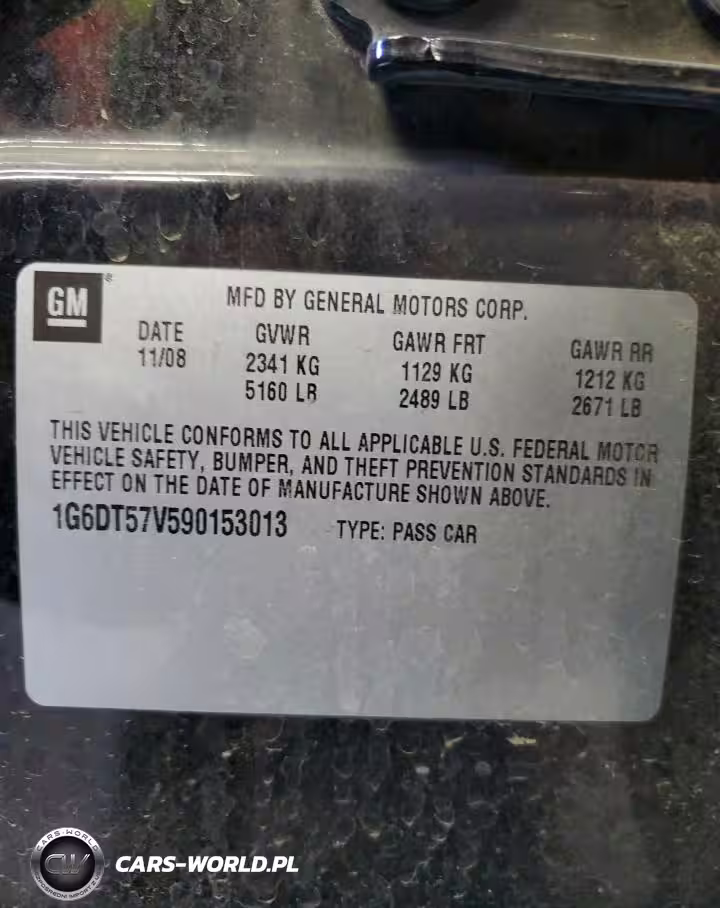 GM ®
MFD BY GENERAL MOTORS CORP.
DATE GVWR GAWR FRT GAWR RR
11/08 2341 KG 1129 KG 1212 KG
5160 LB 2489 LB 2671 LB
THIS VEHICLE CONFORMS TO ALL APPLICABLE U.S. FEDERAL MOTOR
VEHICLE SAFETY, BUMPER, AND THEFT PREVENTION STANDARDS IN
EFFECT ON THE DATE OF MANUFACTURE SHOWN ABOVE.
1G6DT57V590153013 TYPE: PASS CAR
CARS-WORLD
CW
CARS-WORLD.PL